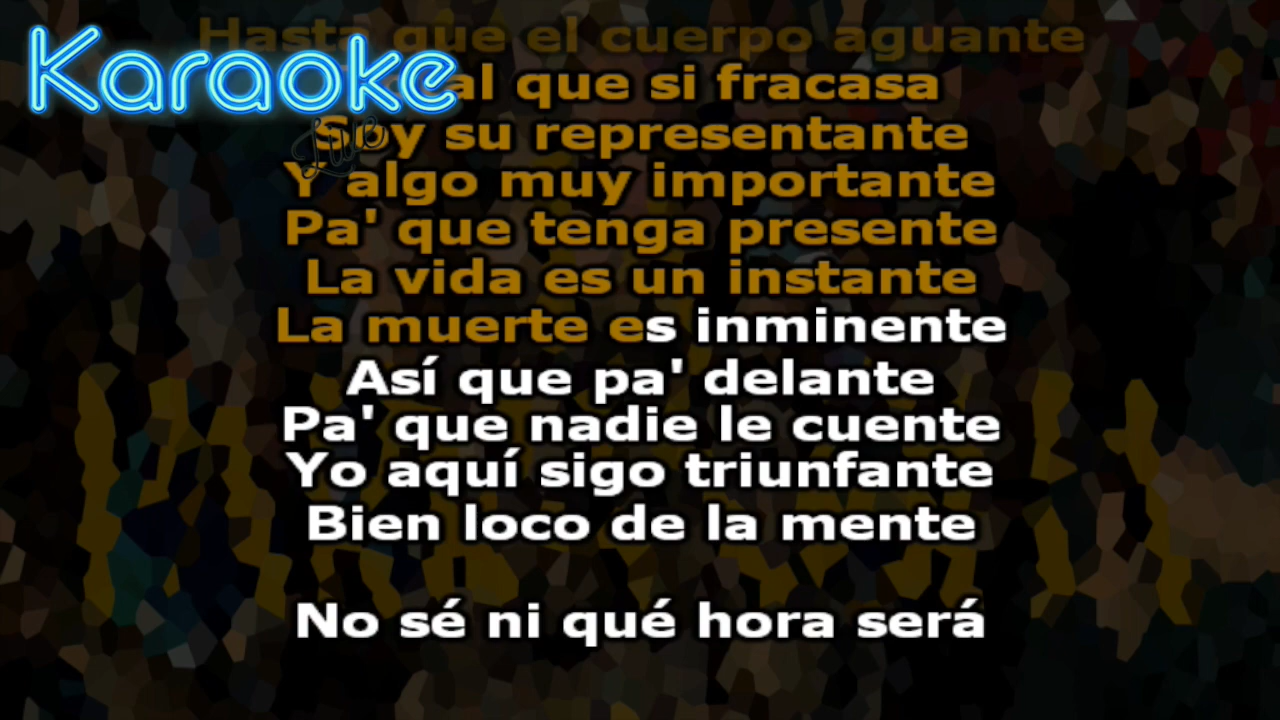 Hasta que el cuerpo aguante
Karaoke
Live
al que si fracasa
Soy su representante
Y algo muy importante
Pa' que tenga presente
La vida es un instante
La muerte es inminente
Así que pa' delante
Pa' que nadie le cuente
Yo aquí sigo triunfante
Bien loco de la mente
No sé ni qué hora será